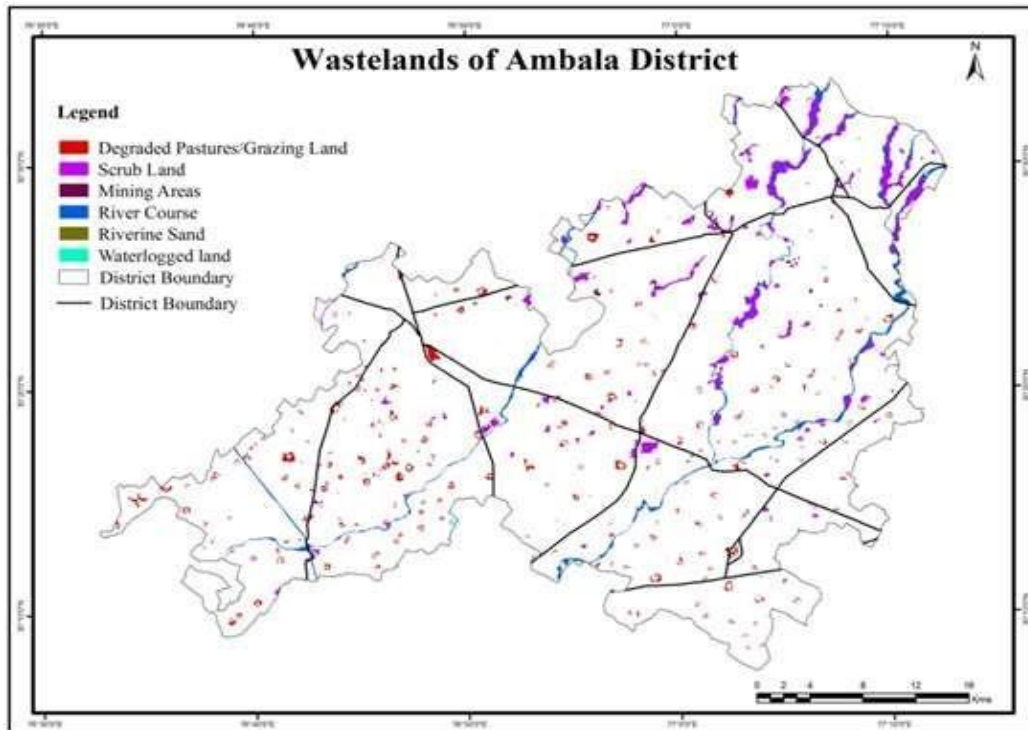 Wastelands of Ambala District
N
Legend
Degraded Pastures/Grazing Land
Scrub Land
Mining Areas
River Course
Riverine Sand
Waterlogged land
District Boundary
District Boundary
0 2 4 8 12 16
Kms